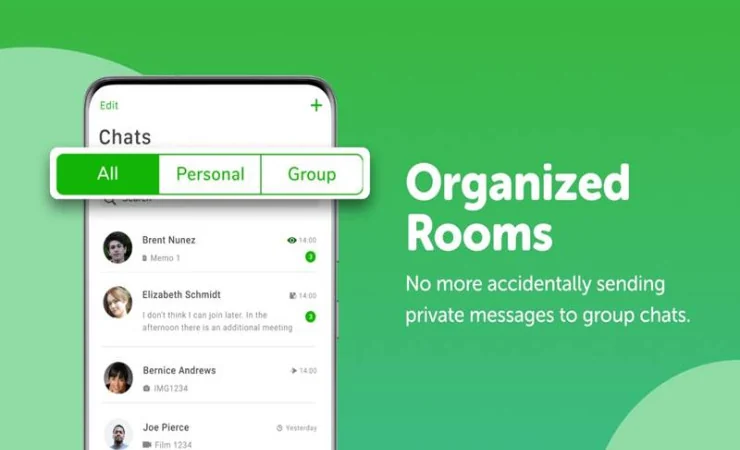 Edit
+
Chats
All Personal Group
Search
Brent Nunez 14:00
Memo 1 3
Elizabeth Schmidt 14:00
I don't think I can join later. In the
afternoon there is an additional meeting 3
Bernice Andrews 14:00
IMG1234
Joe Pierce Yesterday
Film 1234
Organized
Rooms
No more accidentally sending
private messages to group chats.